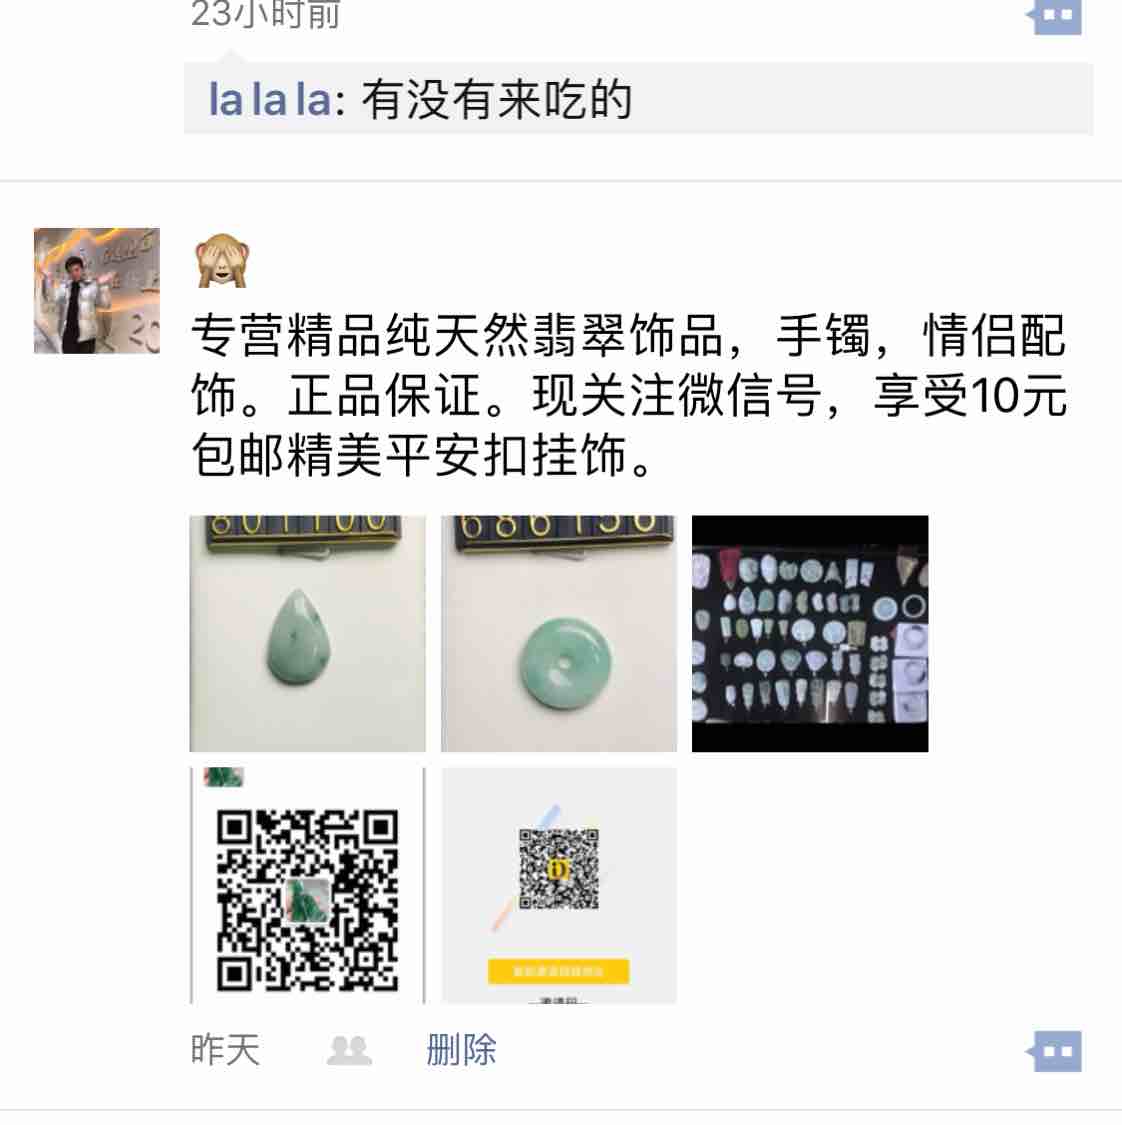 23小时前
la la la: 有没有来吃的
专营精品纯天然翡翠饰品，手镯，情侣配
饰。正品保证。现关注微信号，享受10元
包邮精美平安扣挂饰。
昨天 删除